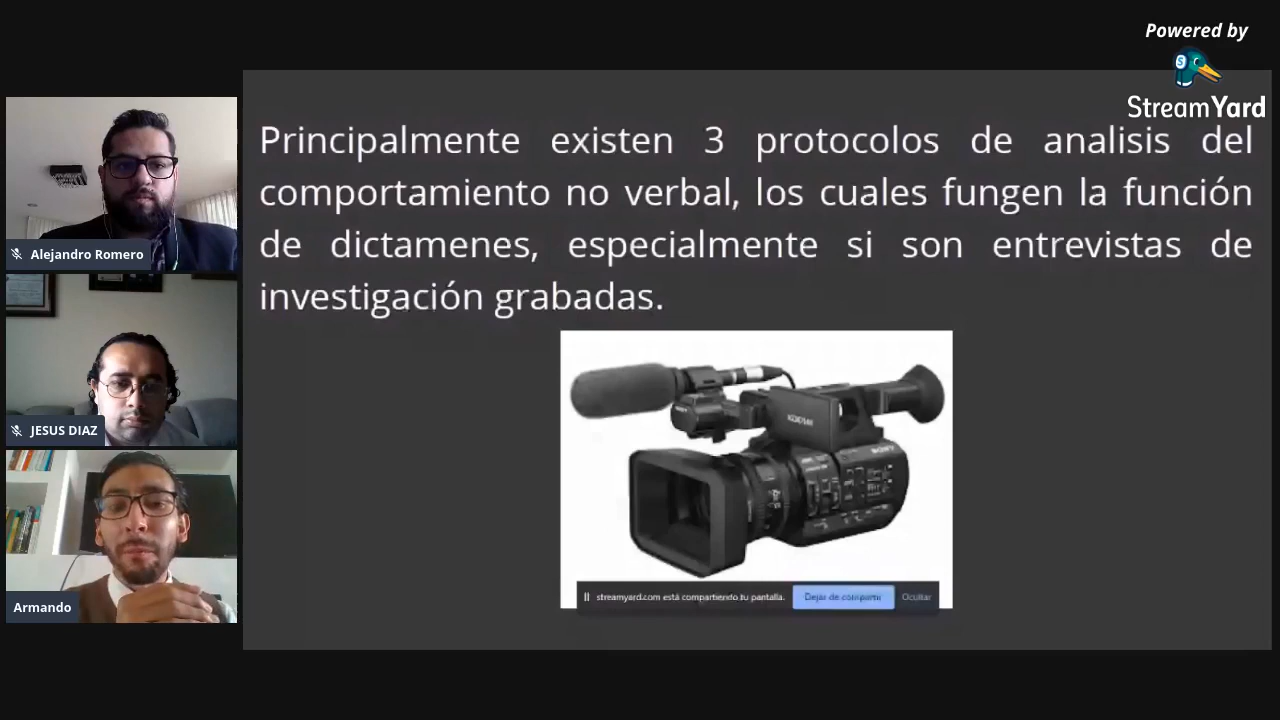 Powered by
StreamYard
Principalmente existen 3 protocolos de analisis del
comportamiento no verbal, los cuales fungen la función
de dictamenes, especialmente si son entrevistas de
investigación grabadas.
Alejandro Romero
JESUS DIAZ
Armando
SONY
streamyard.com está compartiendo tu pantalla.
Dejar de compartir
Ocultar